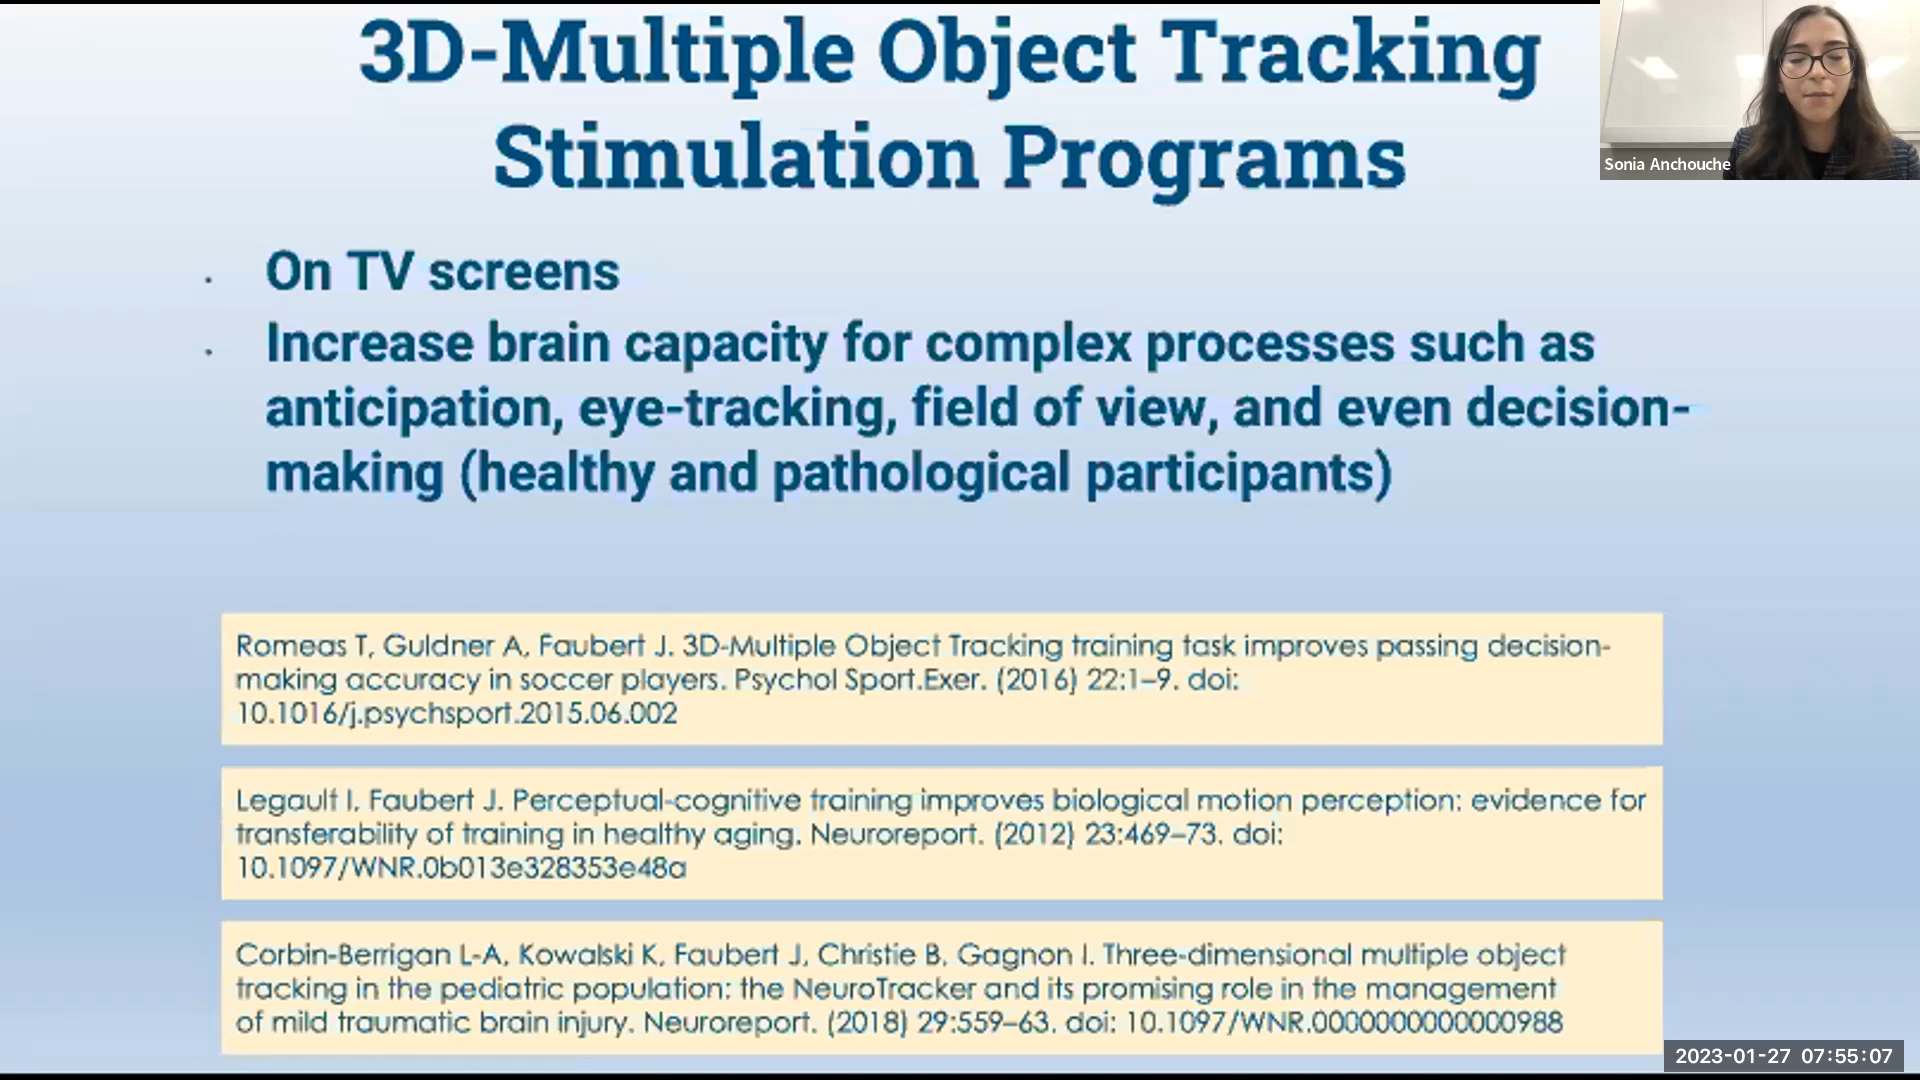 3D-Multiple Object Tracking
Stimulation Programs
Sonia Anchouche
· On TV screens
· Increase brain capacity for complex processes such as
anticipation, eye-tracking, field of view, and even decision-
making (healthy and pathological participants)
Romeas T, Guldner A, Faubert J. 3D-Multiple Object Tracking training task improves passing decision-
making accuracy in soccer players. Psychol Sport.Exer. (2016) 22:1–9. doi:
10.1016/j.psychsport.2015.06.002
Legault I, Faubert J. Perceptual-cognitive training improves biological motion perception: evidence for
transferability of training in healthy aging. Neuroreport. (2012) 23:469–73. doi:
10.1097/WNR.0b013e328353e48a
Corbin-Berrigan L-A, Kowalski K, Faubert J, Christie B, Gagnon I. Three-dimensional multiple object
tracking in the pediatric population: the NeuroTracker and its promising role in the management
of mild traumatic brain injury. Neuroreport. (2018) 29:559–63. doi: 10.1097/WNR.0000000000000988
2023-01-27 07:55:07